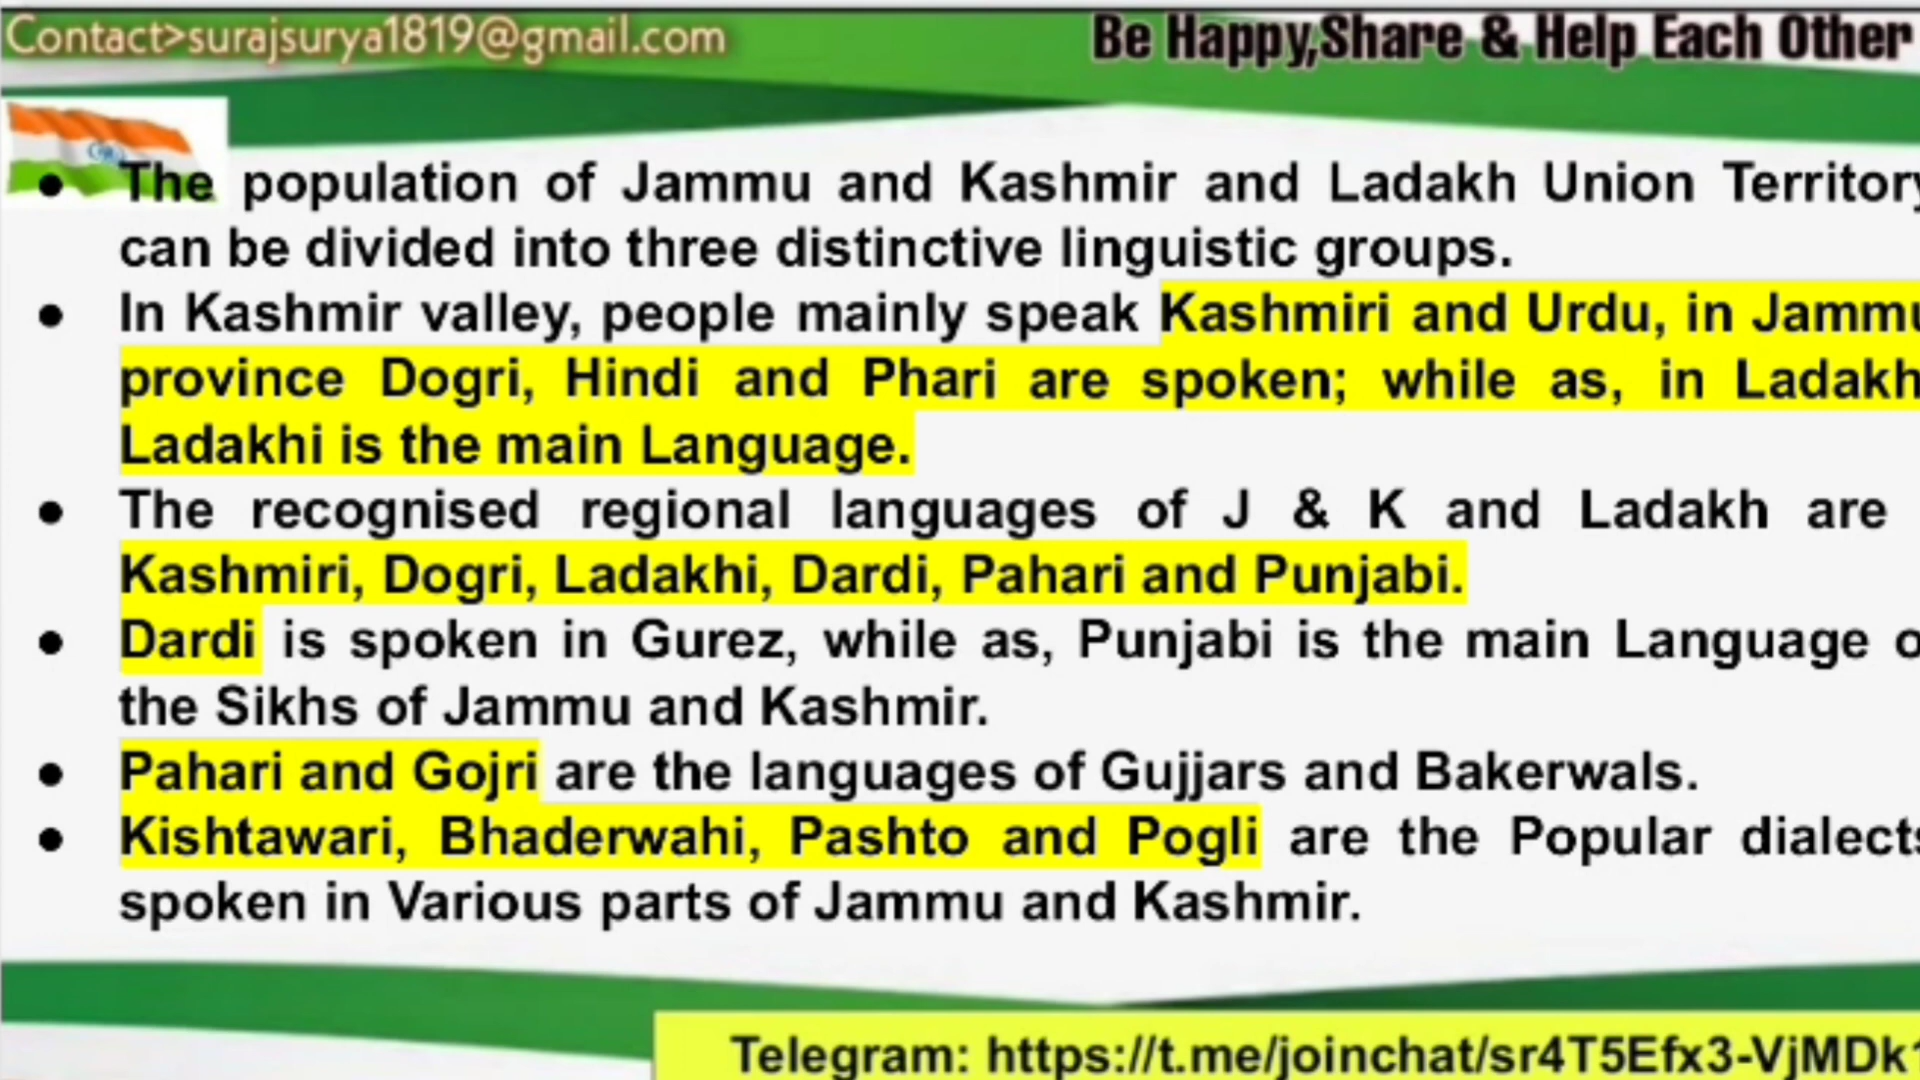 Contact>surajsurya1819@gmail.com
Be Happy,Share & Help Each Other
● The population of Jammu and Kashmir and Ladakh Union Territory
can be divided into three distinctive linguistic groups.
● In Kashmir valley, people mainly speak Kashmiri and Urdu, in Jammu
province Dogri, Hindi and Phari are spoken; while as, in Ladakh
Ladakhi is the main Language.
● The recognised regional languages of J & K and Ladakh are
Kashmiri, Dogri, Ladakhi, Dardi, Pahari and Punjabi.
● Dardi is spoken in Gurez, while as, Punjabi is the main Language
the Sikhs of Jammu and Kashmir.
● Pahari and Gojri are the languages of Gujjars and Bakerwals.
● Kishtawari, Bhaderwahi, Pashto and Pogli are the Popular dialects
spoken in Various parts of Jammu and Kashmir.
Telegram: https://t.me/joinchat/sr4T5Efx3-VjMDk